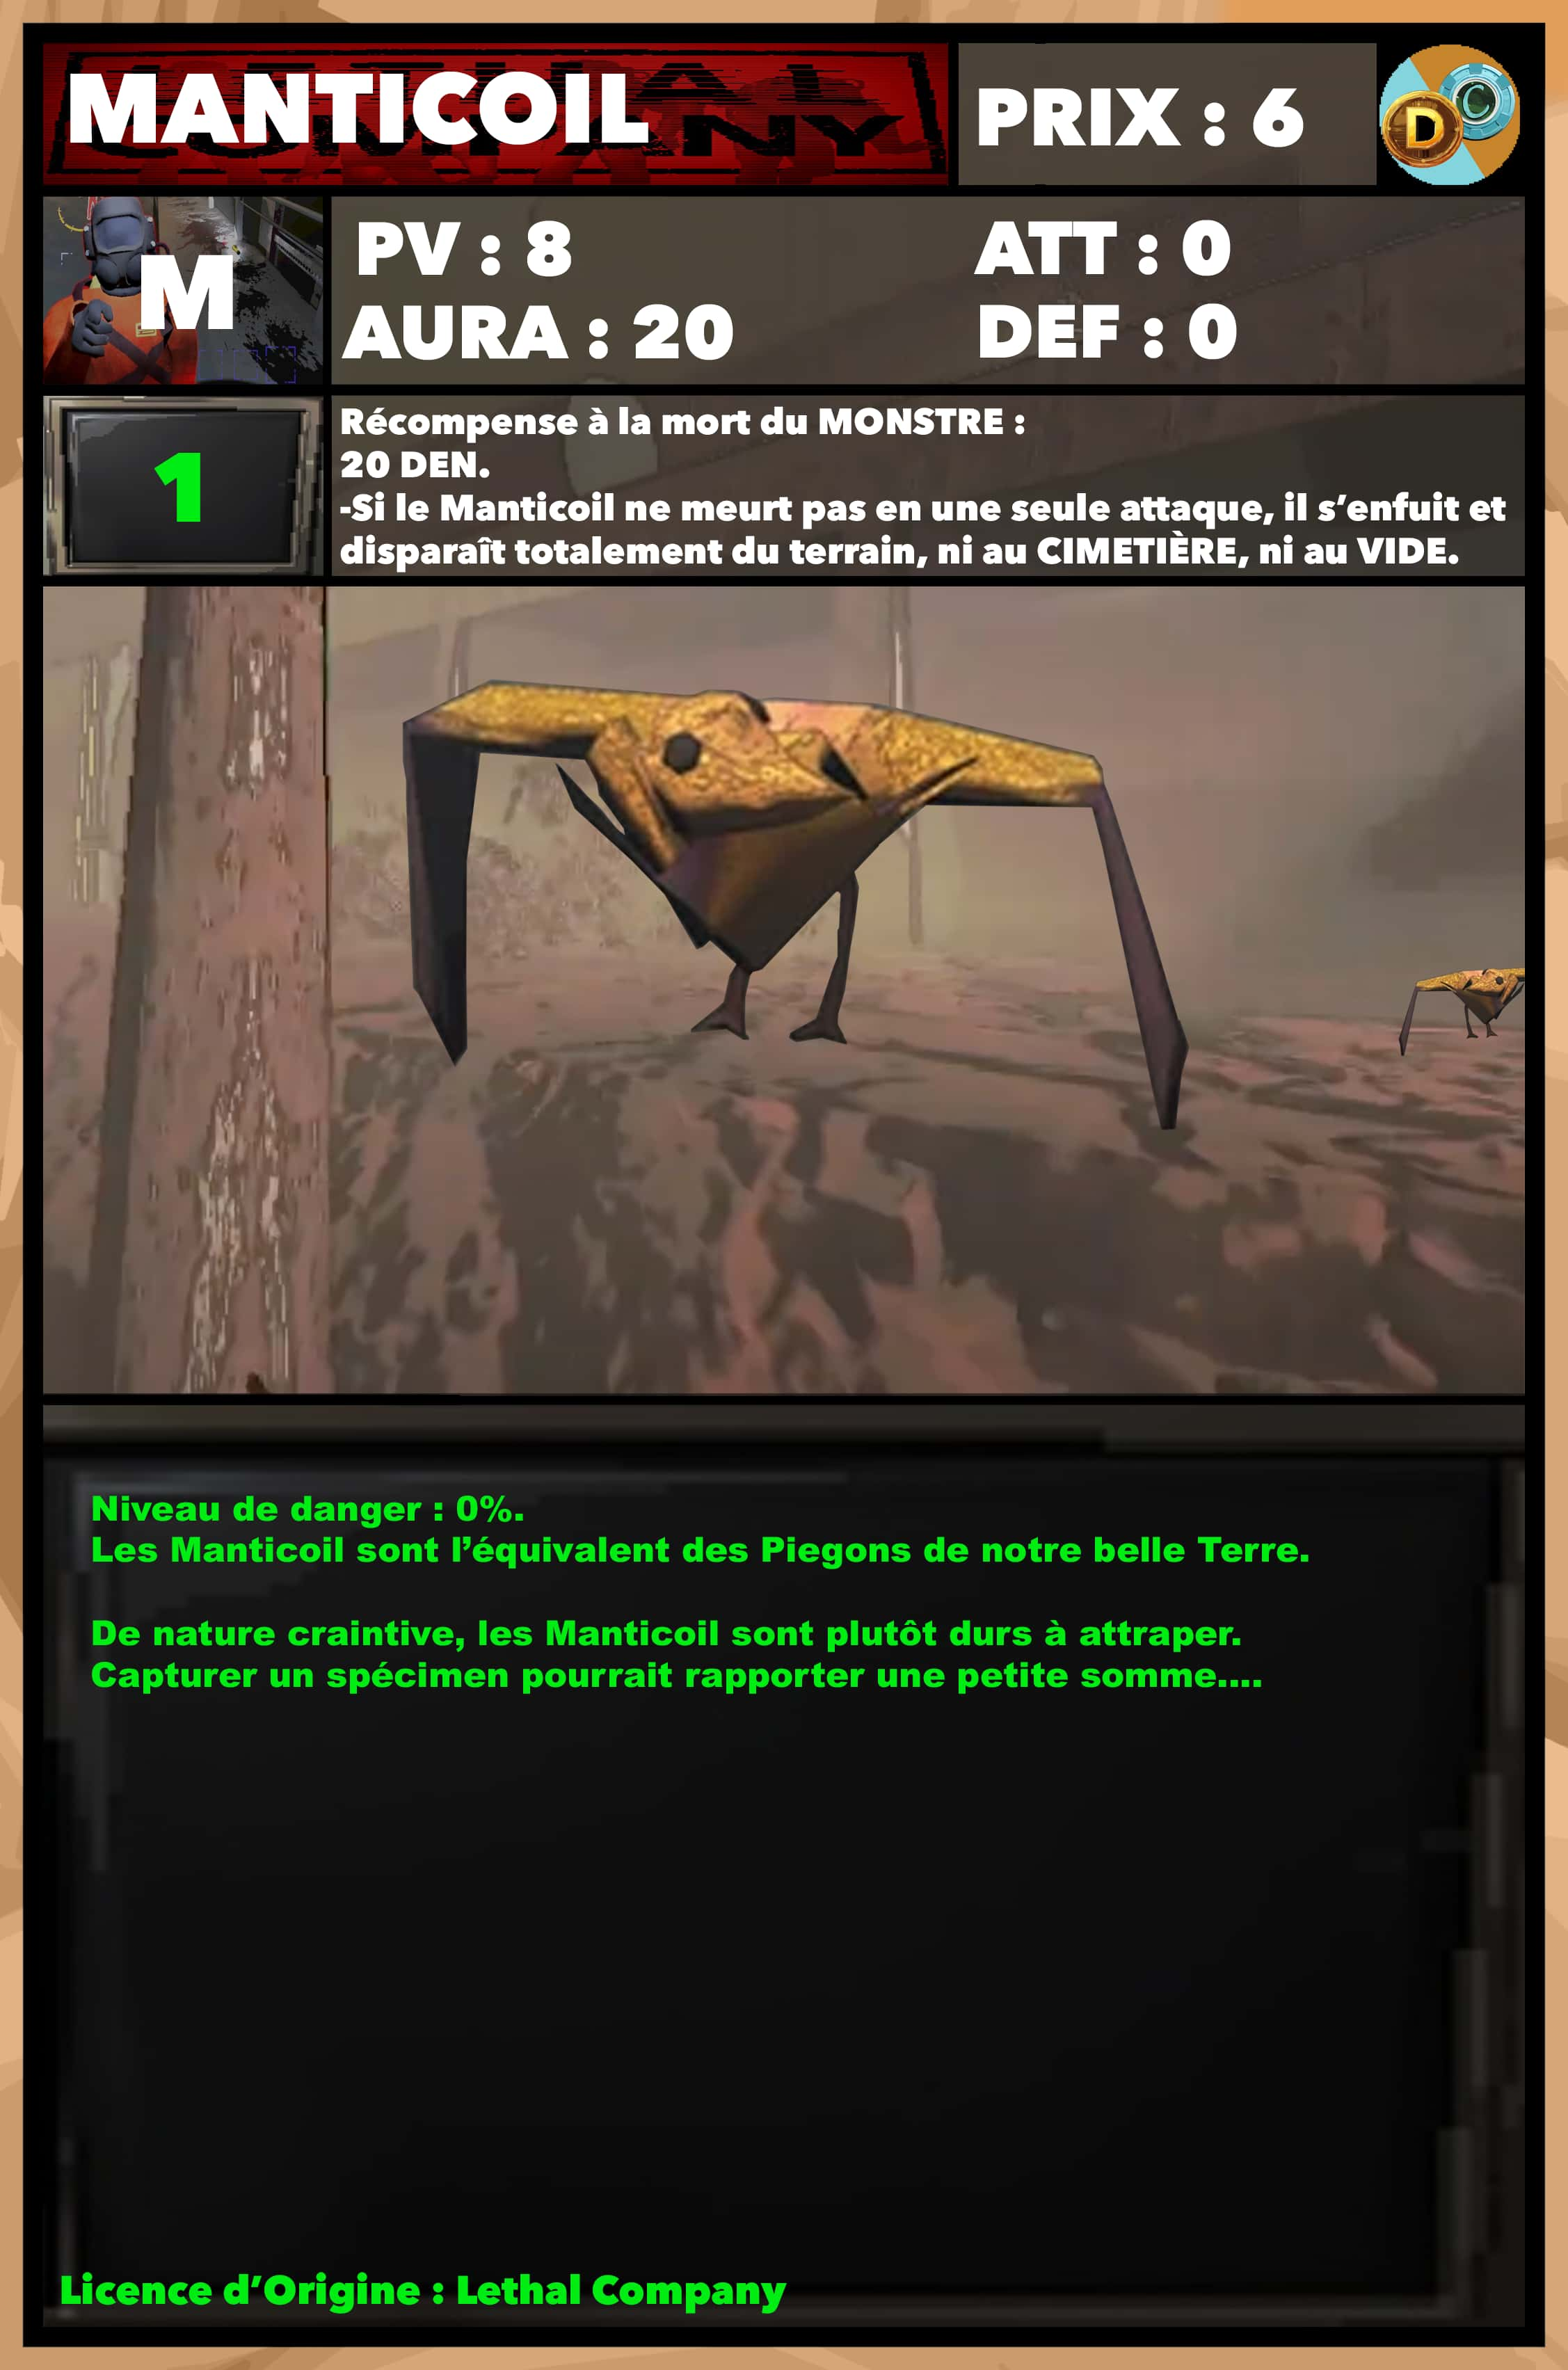 MANTICOIL
PRIX : 6
D C
M
PV : 8
ATT : 0
AURA : 20
DEF : 0
1
Récompense à la mort du MONSTRE :
20 DEN.
-Si le Manticoil ne meurt pas en une seule attaque, il s’enfuit et
disparaît totalement du terrain, ni au CIMETIÈRE, ni au VIDE.
Niveau de danger : 0%.
Les Manticoil sont l’équivalent des Piegons de notre belle Terre.
De nature craintive, les Manticoil sont plutôt durs à attraper.
Capturer un spécimen pourrait rapporter une petite somme....
Licence d’Origine : Lethal Company